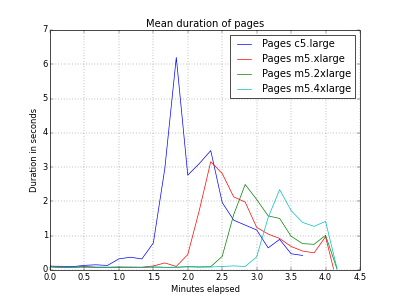 Mean duration of pages
Pages c5.large
Pages m5.xlarge
Pages m5.2xlarge
Pages m5.4xlarge
Duration in seconds
7
6
5
4
3
2
1
0
0.0 0.5 1.0 1.5 2.0 2.5 3.0 3.5 4.0 4.5
Minutes elapsed